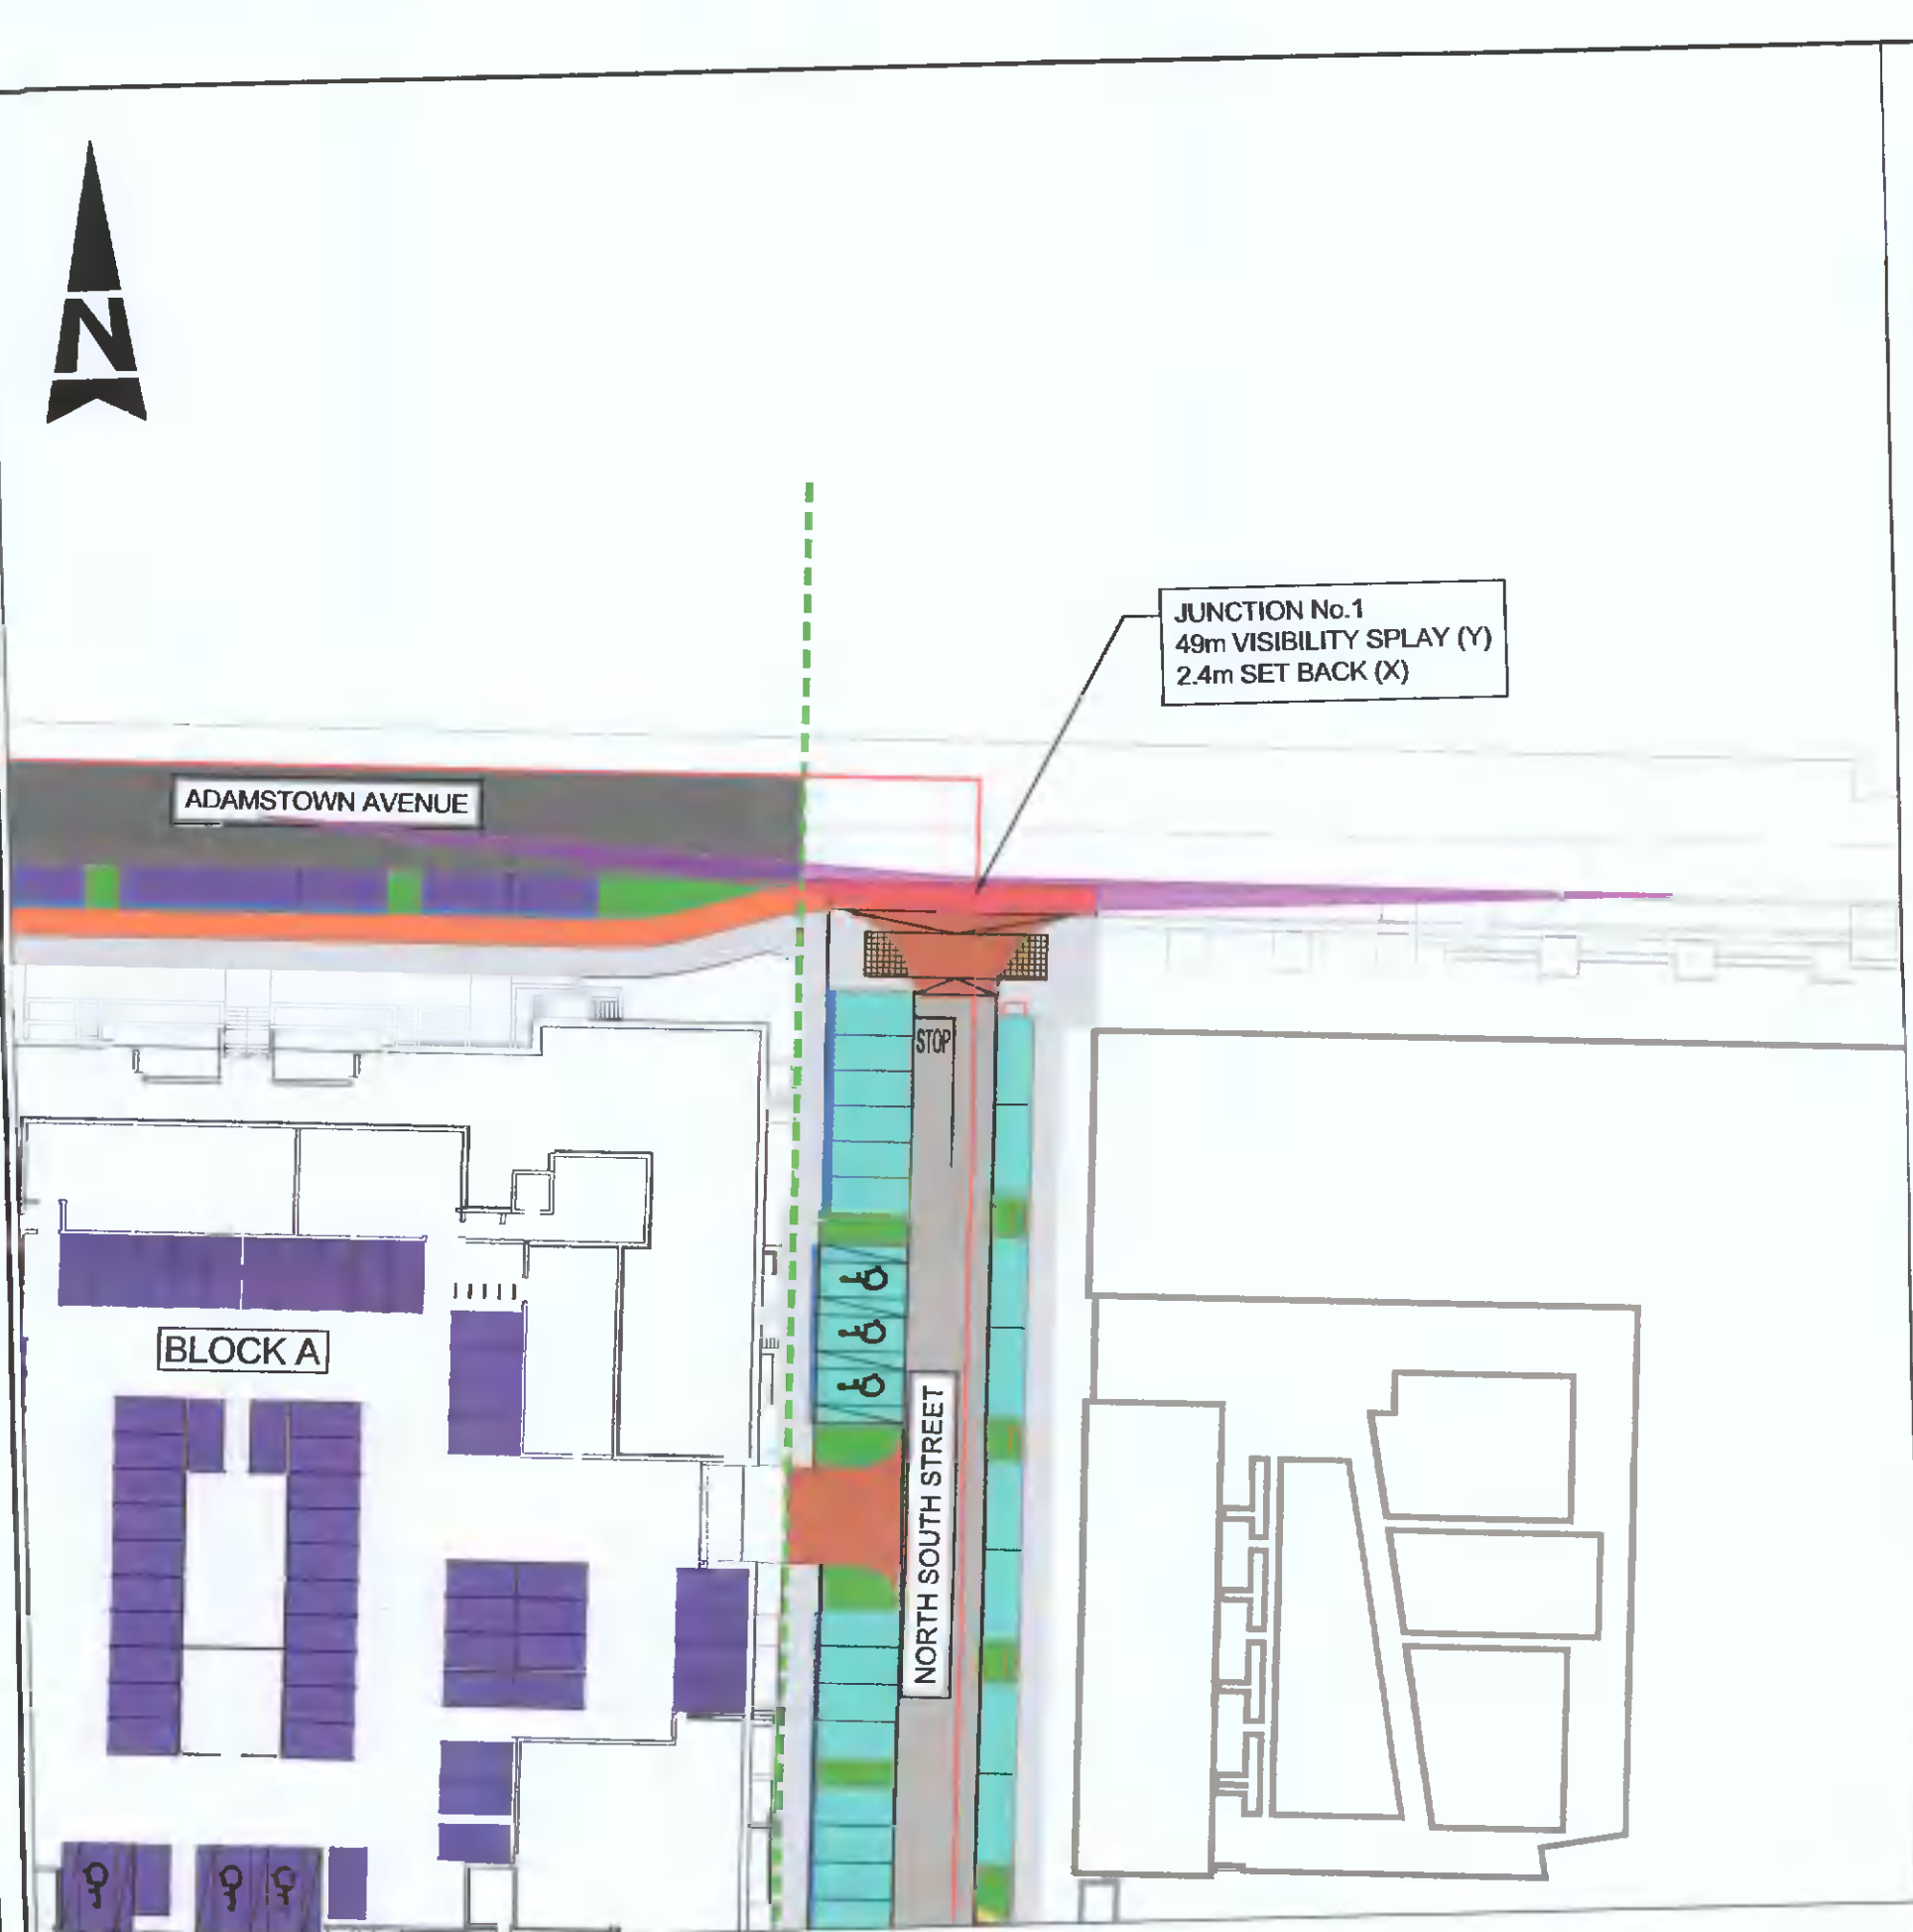 N
JUNCTION No.1
49m VISIBILITY SPLAY (Y)
2.4m SET BACK (X)
ADAMSTOWN AVENUE
STOP
BLOCK A
NORTH SOUTH STREET